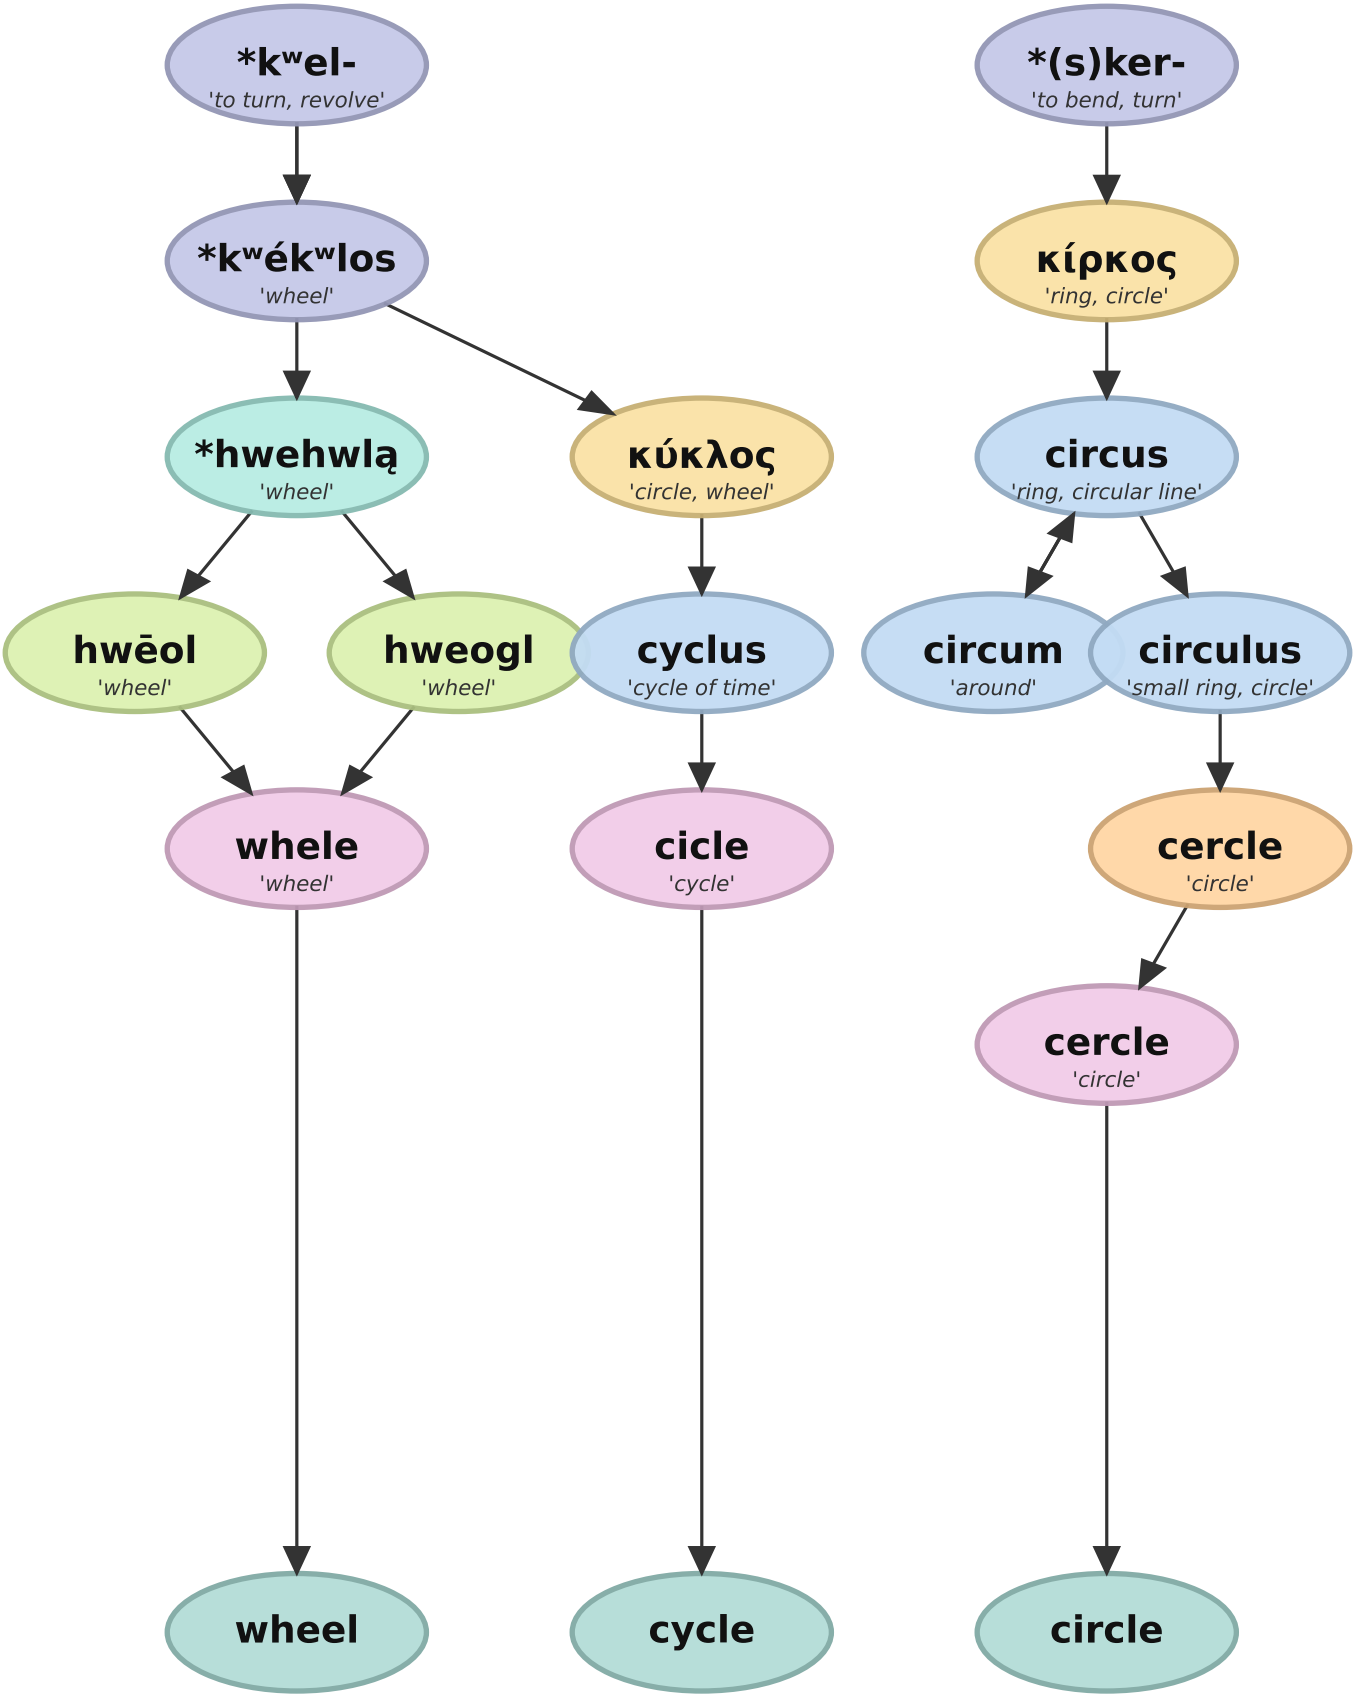 *kʷel-
'to turn, revolve'
*(s)ker-
'to bend, turn'
*kʷékʷlos
'wheel'
κίρκος
'ring, circle'
*hwehwlą
'wheel'
κύκλος
'circle, wheel'
circus
'ring, circular line'
hwēol
'wheel'
hweogl
'wheel'
cyclus
'cycle of time'
circum
'around'
circulus
'small ring, circle'
whele
'wheel'
cicle
'cycle'
cercle
'circle'
cercle
'circle'
wheel
cycle
circle